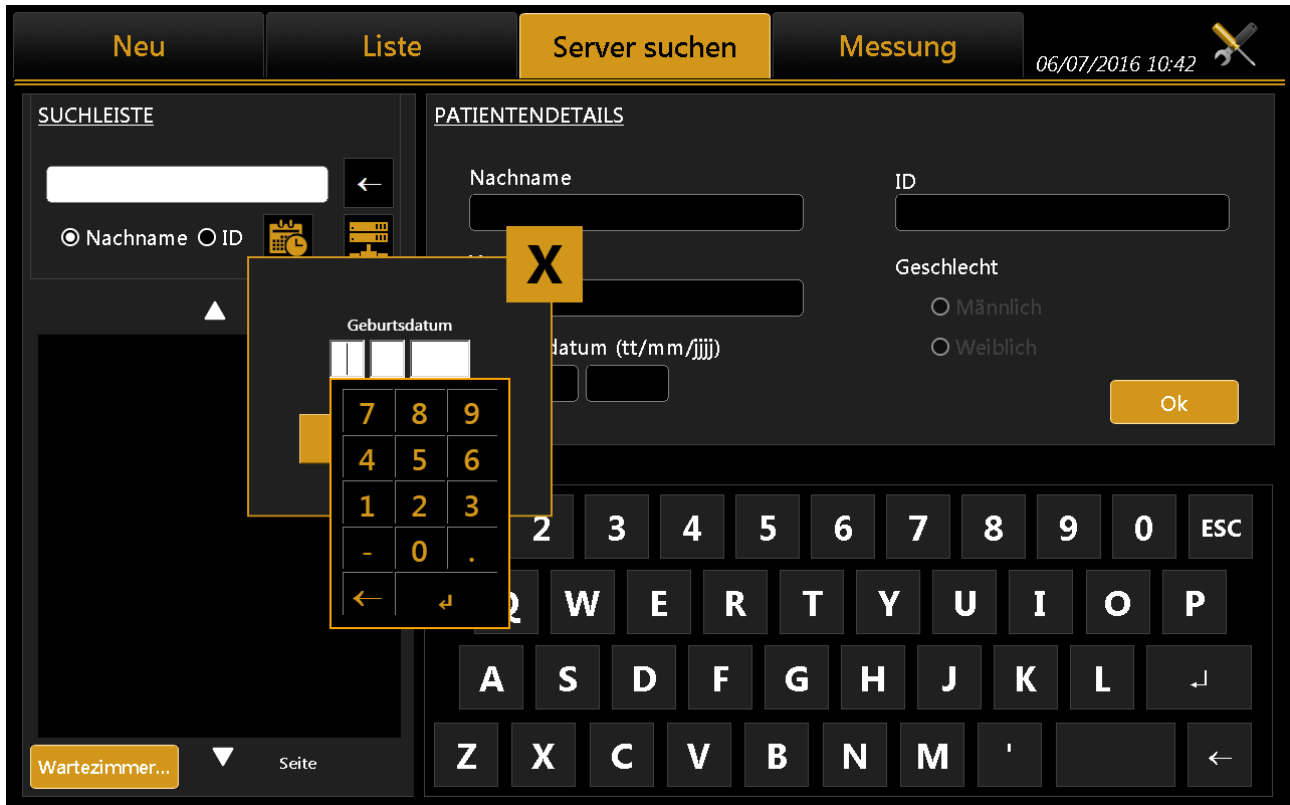 Neu
Liste
Server suchen
Messung
06/07/2016 10:42
SUCHLEISTE
Nachname
ID
PATIENTENDETAILS
Nachname
ID
Geschlecht
Männlich
Weiblich
datum (tt/mm/jjjj)
Ok
X
Geburtsdatum
7 8 9
4 5 6
1 2 3
- 0 .
←
↵
2 3 4 5 6 7 8 9 0 ESC
Q W E R T Y U I O P
A S D F G H J K L ↵
Z X C V B N M ' ←
Wartezimmer...
Seite